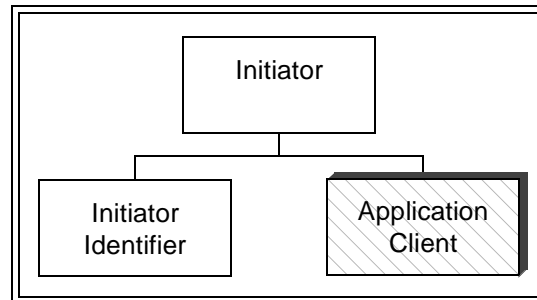 Initiator
Initiator
Identifier
Application
Client